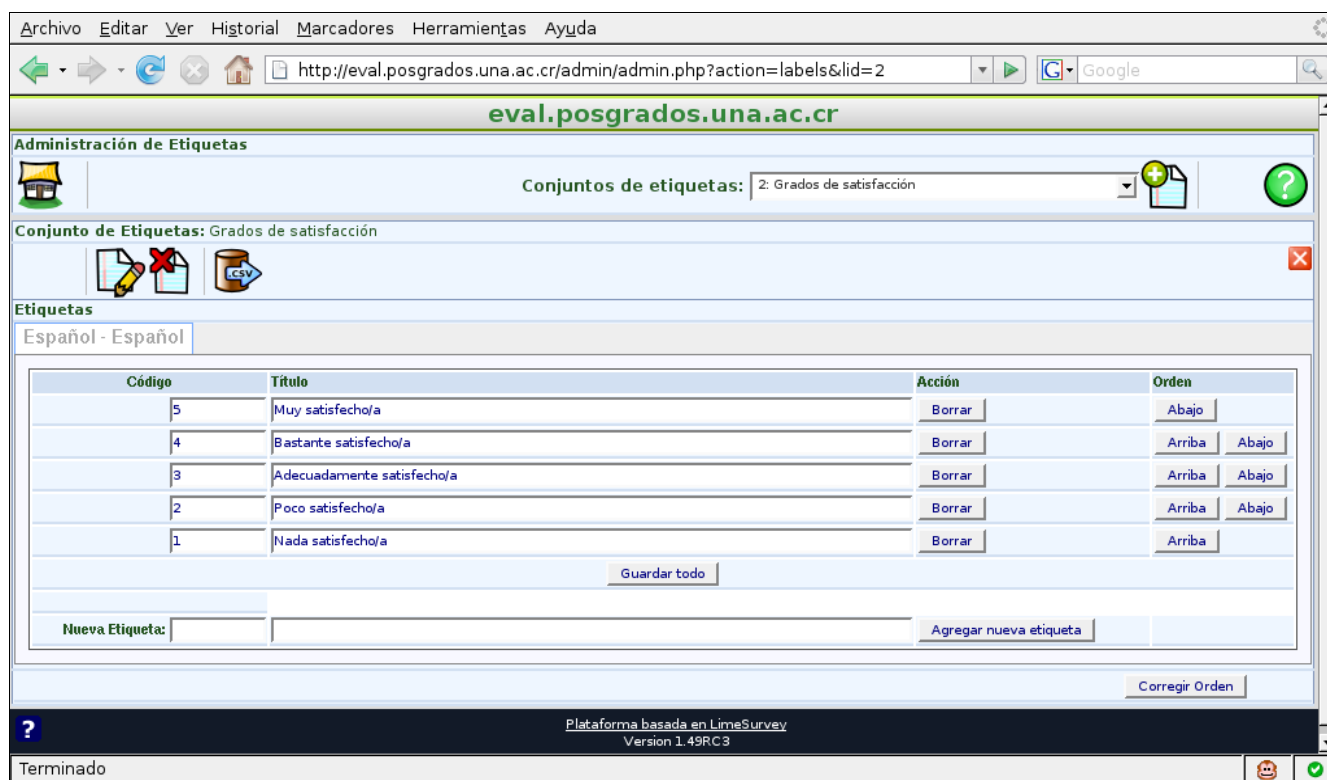 Archivo Editar Ver Historial Marcadores Herramientas Ayuda
http://eval.posgrados.una.ac.cr/admin/admin.php?action=labels&lid=2 G Google
eval.posgrados.una.ac.cr
Administración de Etiquetas
Conjuntos de etiquetas: 2: Grados de satisfacción ?
Conjunto de Etiquetas: Grados de satisfacción
.CSV
Etiquetas
Español - Español
Código Título Acción Orden
5 Muy satisfecho/a Borrar Abajo
4 Bastante satisfecho/a Borrar Arriba Abajo
3 Adecuadamente satisfecho/a Borrar Arriba Abajo
2 Poco satisfecho/a Borrar Arriba Abajo
1 Nada satisfecho/a Borrar Arriba
Guardar todo
Nueva Etiqueta: Agregar nueva etiqueta
Corregir Orden
? Plataforma basada en LimeSurvey
Version 1.49RC3
Terminado